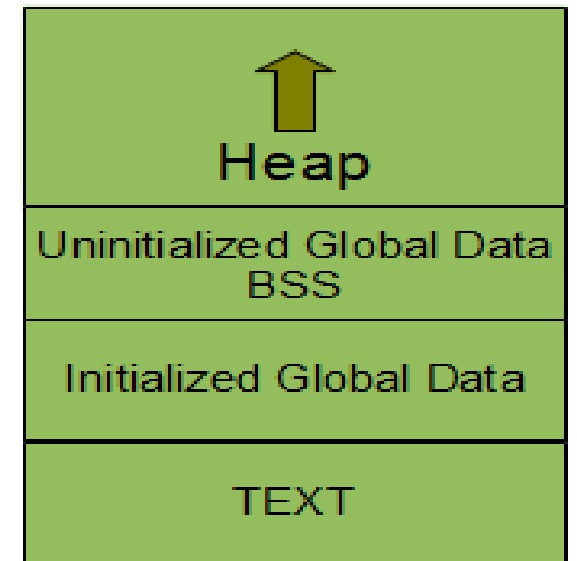 Heap
Uninitialized Global Data
BSS
Initialized Global Data
TEXT